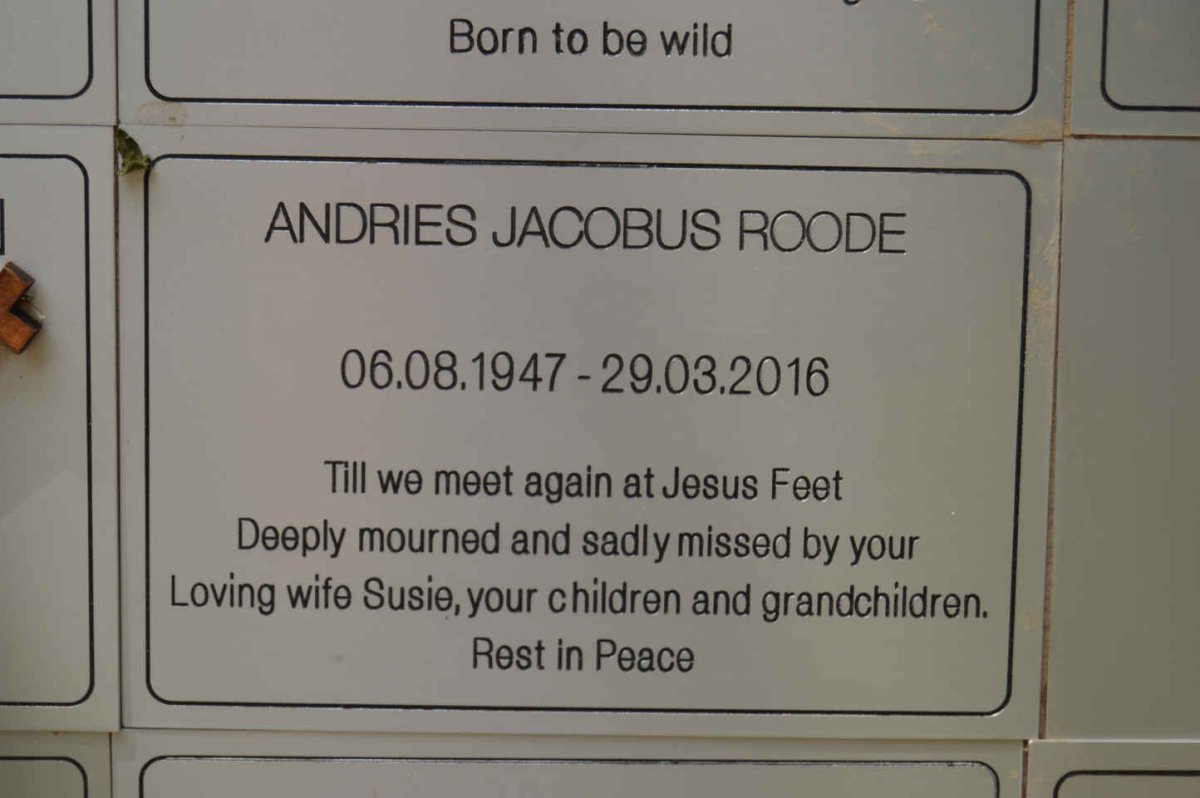 Born to be wild
ANDRIES JACOBUS ROODE
06.08.1947 - 29.03.2016
Till we meet again at Jesus Feet
Deeply mourned and sadly missed by your
Loving wife Susie, your children and grandchildren.
Rest in Peace